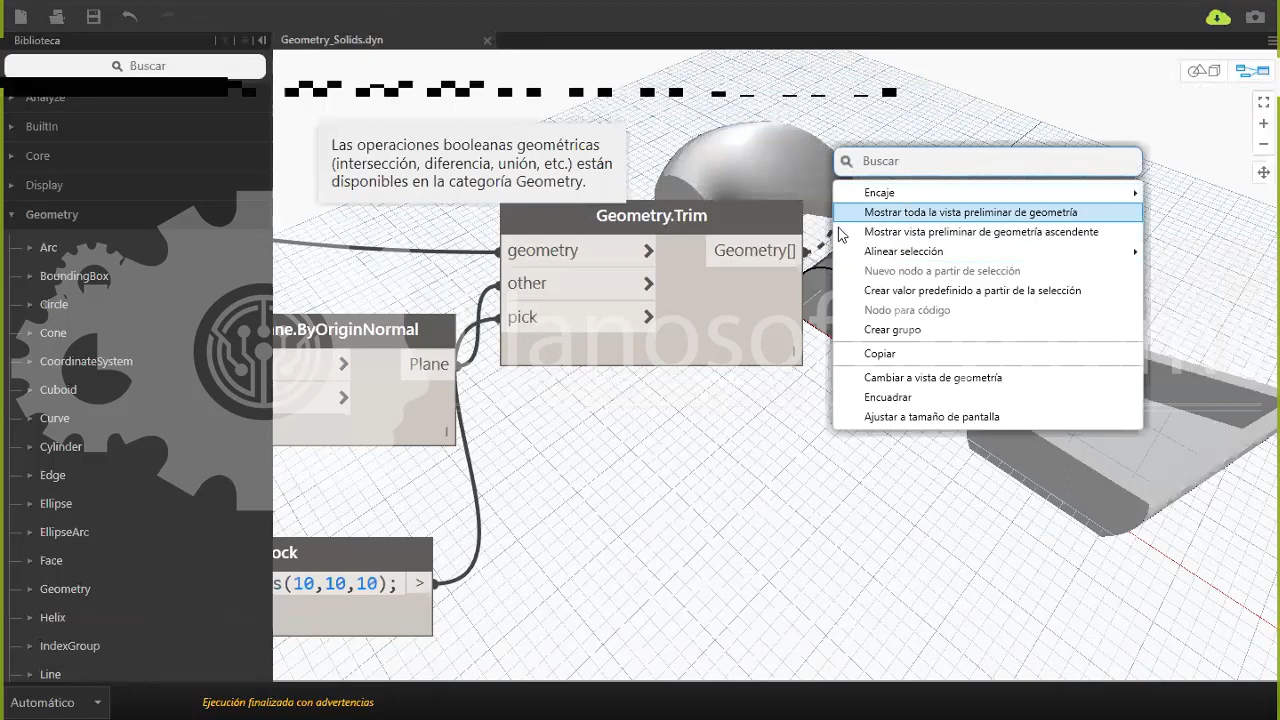 Biblioteca
Geometry_Solids.dyn
Buscar
Analyze
BuiltIn
Core
Display
Geometry
Arc
BoundingBox
Circle
Cone
CoordinateSystem
Cuboid
Curve
Cylinder
Edge
Ellipse
EllipseArc
Face
Geometry
Helix
IndexGroup
Line
Las operaciones booleanas geométricas
(intersección, diferencia, unión, etc.) están
disponibles en la categoría Geometry.
Geometry.Trim
geometry
Geometry[]
other
pick
ne.ByOriginNormal
Plane
ock
s(10,10,10);
>
Buscar
Encaje
Mostrar toda la vista preliminar de geometría
Mostrar vista preliminar de geometría ascendente
Alinear selección
Nuevo nodo a partir de selección
Crear valor predefinido a partir de la selección
Nodo para código
Crear grupo
Copiar
Cambiar a vista de geometría
Encuadrar
Ajustar a tamaño de pantalla
Automático
Ejecución finalizada con advertencias